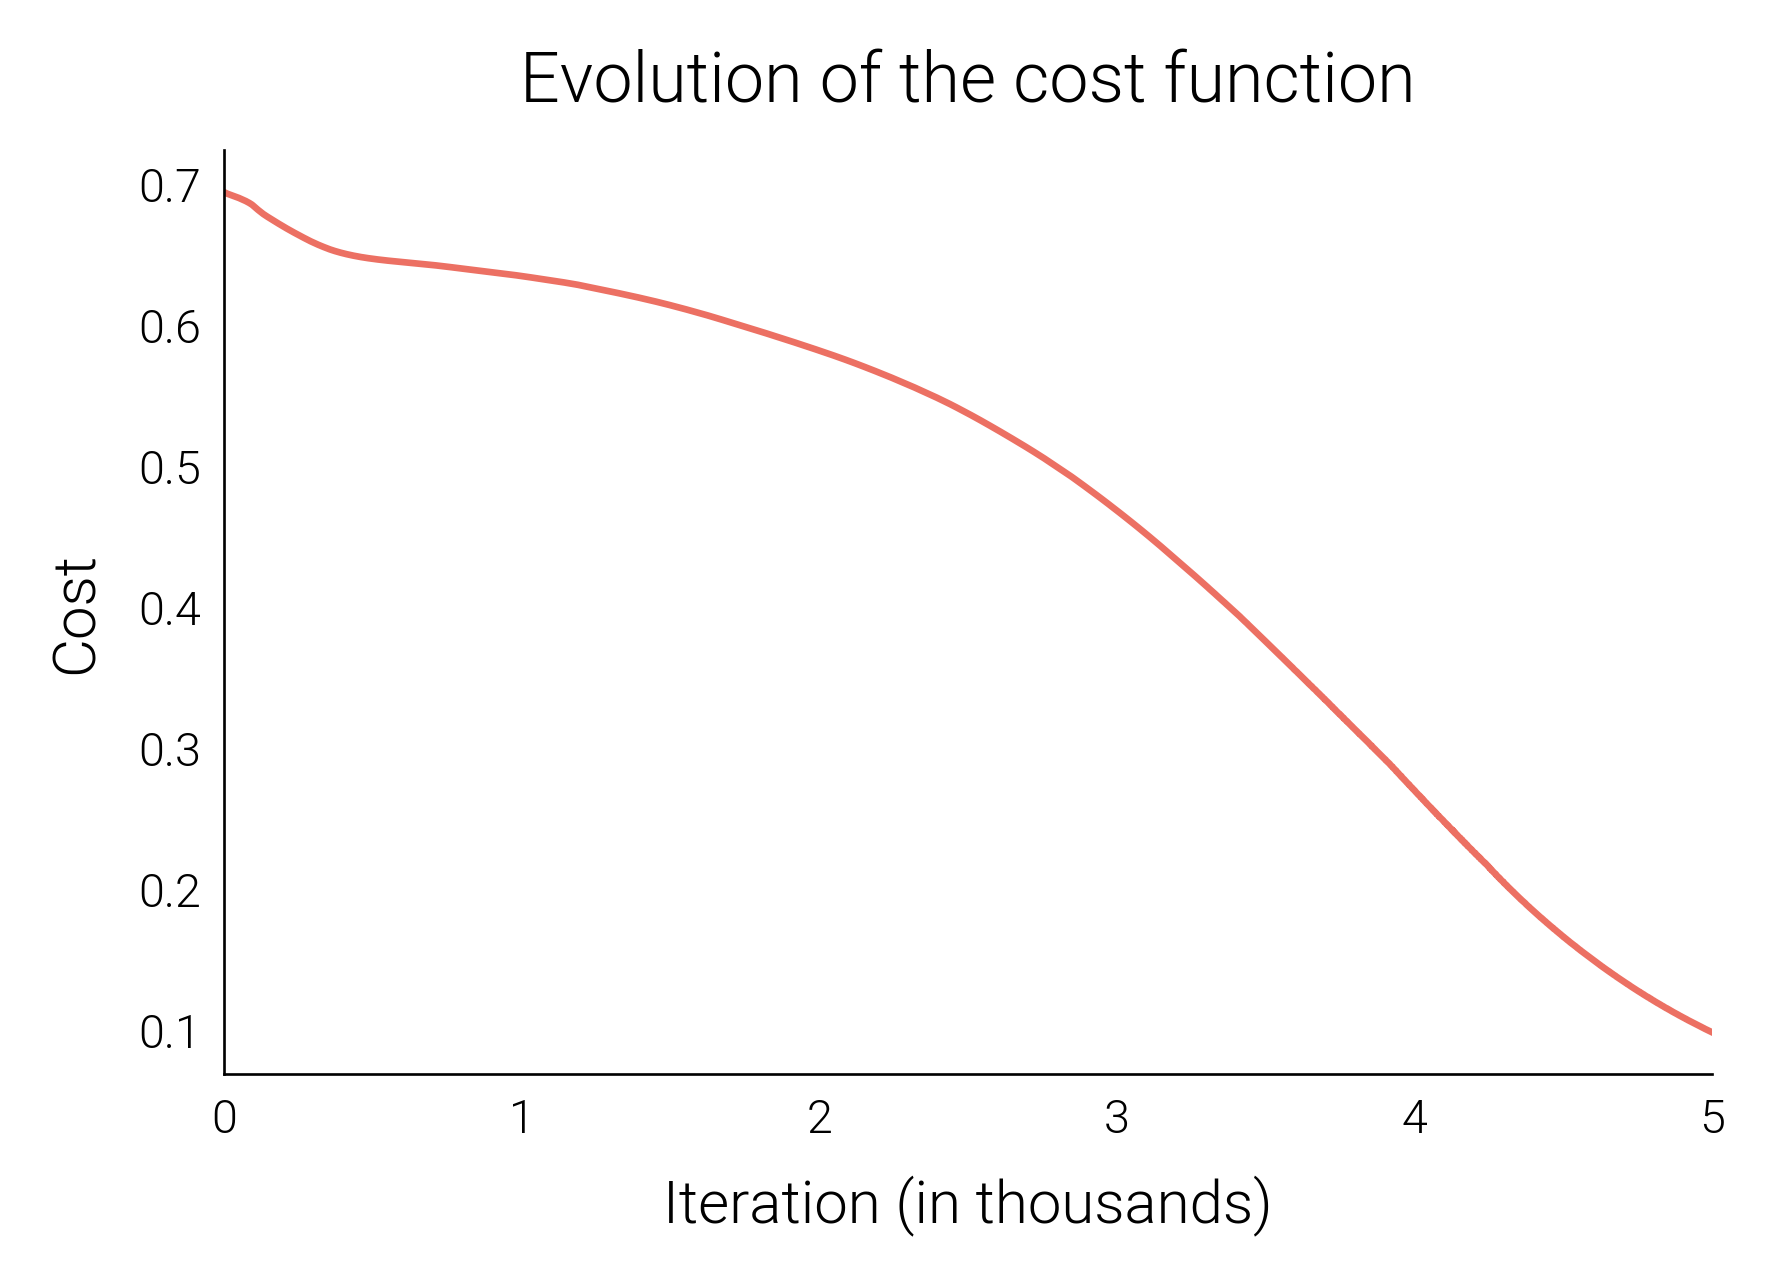 Evolution of the cost function
0.7
0.6
0.5
0.4
0.3
0.2
0.1
Cost
0 1 2 3 4 5
Iteration (in thousands)